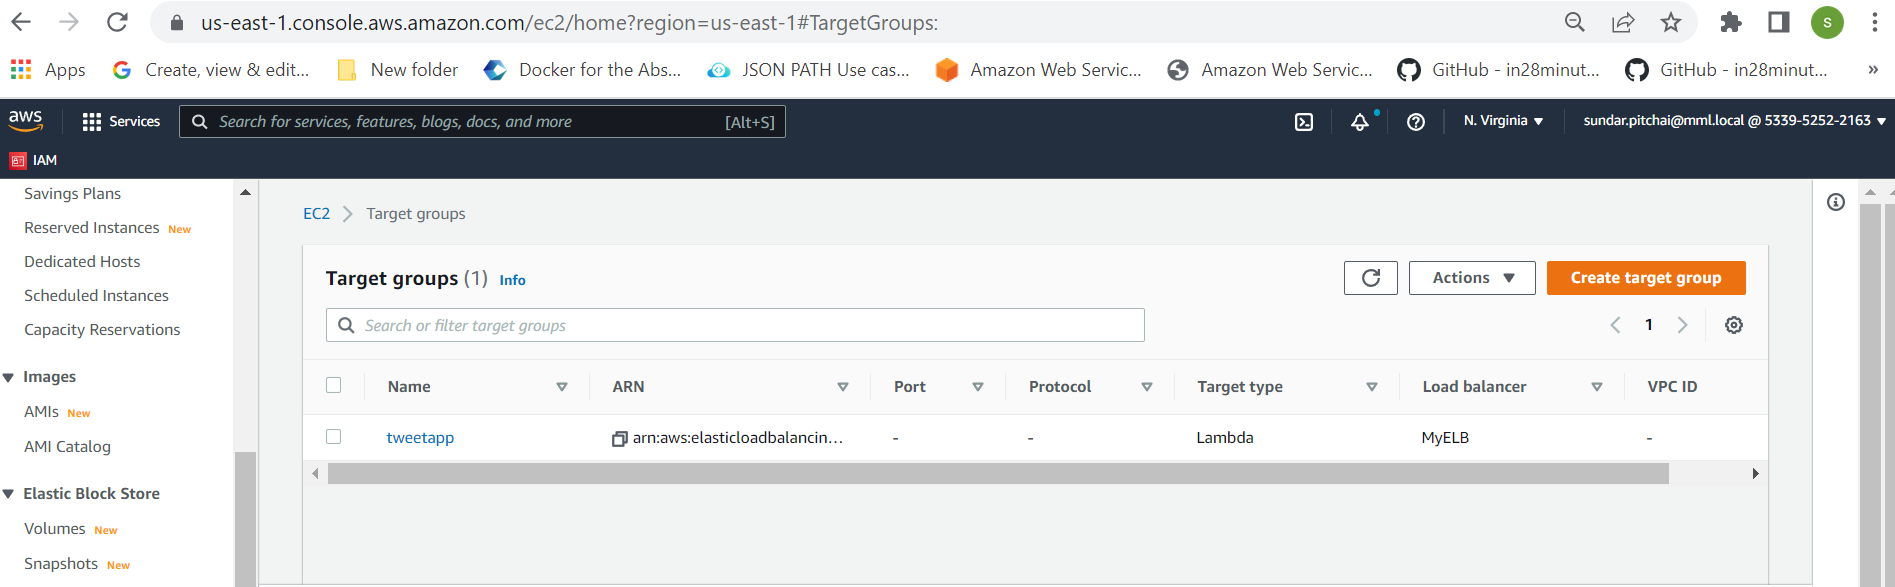 us-east-1.console.aws.amazon.com/ec2/home?region=us-east-1#TargetGroups:
S
Apps Create, view & edit... New folder Docker for the Abs... JSON PATH Use cas... Amazon Web Servic... Amazon Web Servic... GitHub - in28minut... GitHub - in28minut... »
aws Services Search for services, features, blogs, docs, and more [Alt+S] N. Virginia sundar.pitchai@mml.local @ 5339-5252-2163
IAM
Savings Plans
Reserved Instances New
Dedicated Hosts
Scheduled Instances
Capacity Reservations
Images
AMIs New
AMI Catalog
Elastic Block Store
Volumes New
Snapshots New
EC2 > Target groups
Target groups (1) Info
Actions Create target group
Search or filter target groups
1
Name ARN Port Protocol Target type Load balancer VPC ID
tweetapp arn:aws:elasticloadbalancin... - - Lambda MyELB -